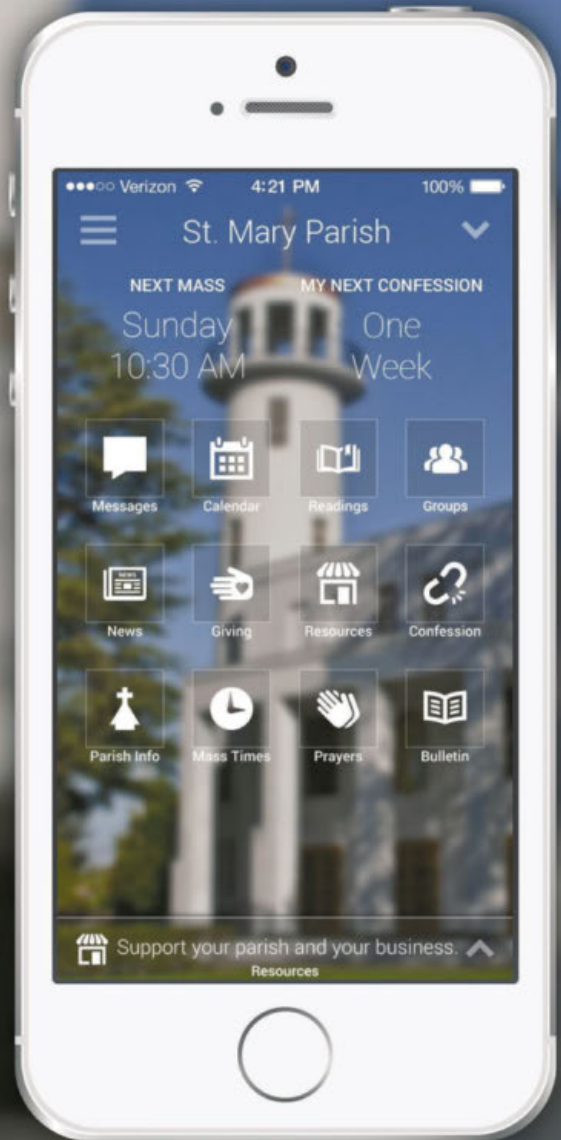 Verizon 4:21 PM 100%
St. Mary Parish
NEXT MASS MY NEXT CONFESSION
Sunday One
10:30 AM Week
Messages Calendar Readings Groups
NEWS
News Giving Resources Confession
Parish Info Mass Times Prayers Bulletin
Support your parish and your business.
Resources